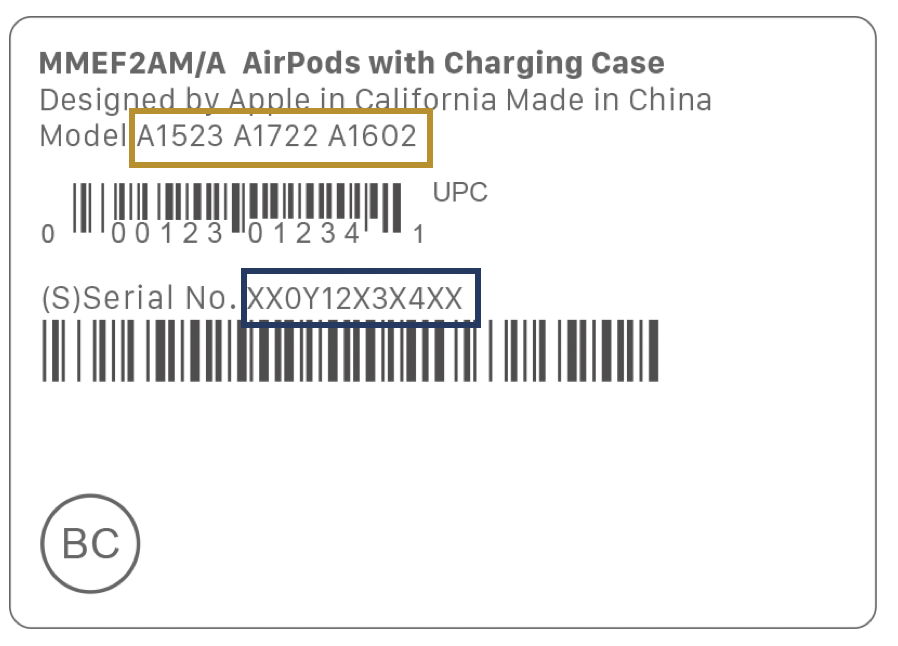 MMEF2AM/A AirPods with Charging Case
Designed by Apple in California Made in China
Model A1523 A1722 A1602
UPC
0 00123 01234 1
(S)Serial No. XX0Y12X3X4XX
BC